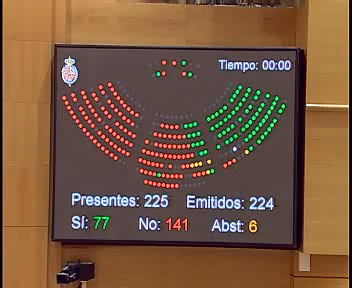 Tiempo: 00:00
Presentes: 225 Emitidos: 224
Sí: 77 No: 141 Abst: 6